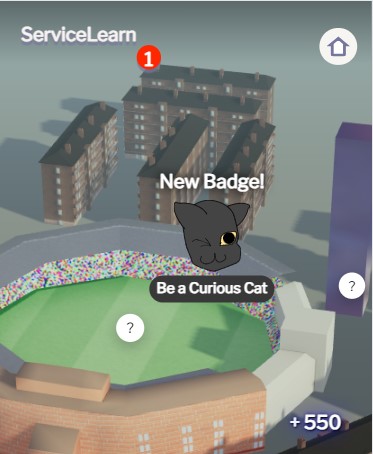 ServiceLearn
1
New Badge!
Be a Curious Cat
?
?
+ 550